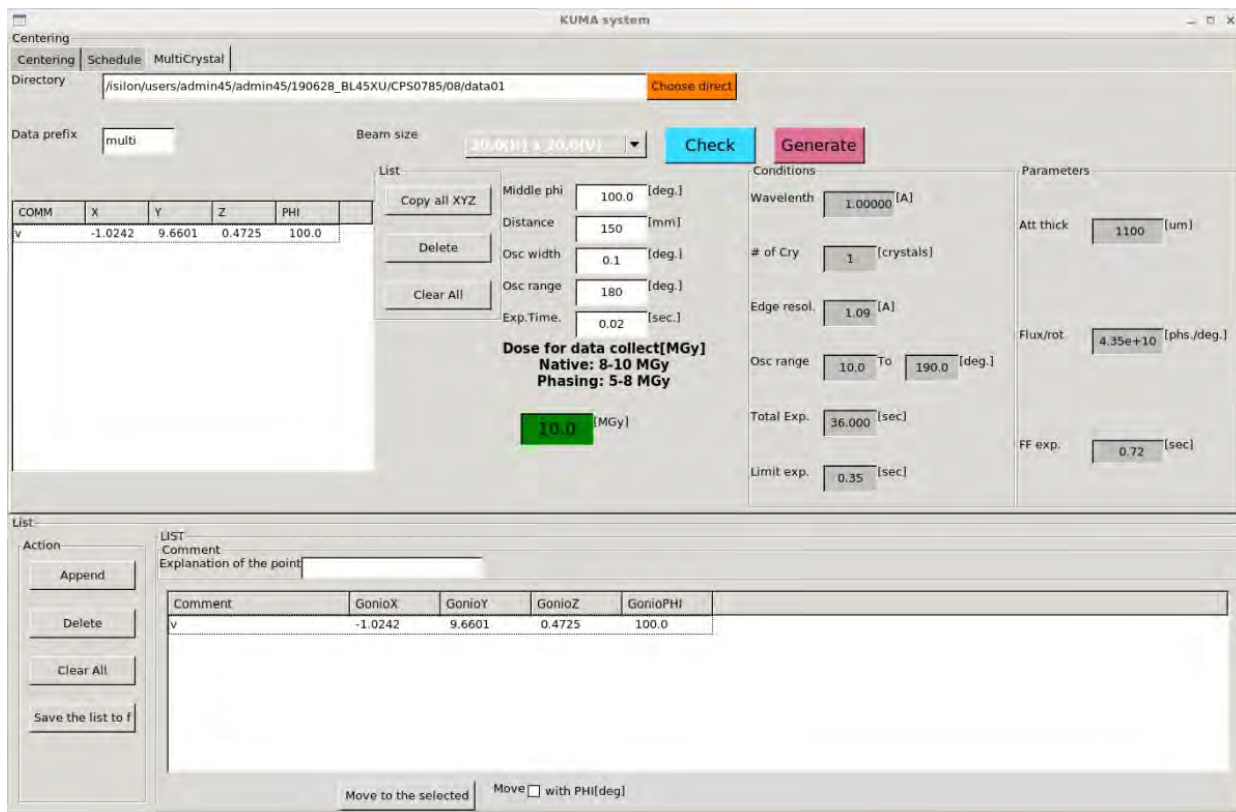 KUMA system
Centering
Centering Schedule MultiCrystal
Directory /isilon/users/admin45/admin45/190628_BL45XU/CPS0785/08/data01 Choose direct
Data prefix multi Beam size 20.0(H) x 20.0(V) Check Generate
List Conditions Parameters
Copy all XYZ Middle phi 100.0 [deg.] Wavelenth 1.00000 [A]
COMM X Y Z PHI Distance 150 [mm] Att thick 1100 [um]
v -1.0242 9.6601 0.4725 100.0 Delete Osc width 0.1 [deg.] # of Cry 1 [crystals]
Clear All Osc range 180 [deg.] Edge resol. 1.09 [A]
Exp.Time. 0.02 [sec.] Flux/rot. 4.35e+10 [phs./deg.]
Dose for data collect[MGy] Osc range 10.0 To 190.0 [deg.]
Native: 8-10 MGy
Phasing: 5-8 MGy
10.0 [MGy] Total Exp. 36.000 [sec] FF exp. 0.72 [sec]
Limit exp. 0.35 [sec]
List
Action LIST
Comment
Explanation of the point
Append
Comment GonioX GonioY GonioZ GonioPHI
Delete v -1.0242 9.6601 0.4725 100.0
Clear All
Save the list to f
Move to the selected Move with PHI[deg]